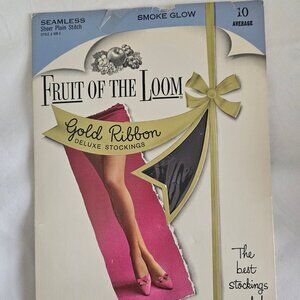 SEAMLESS
Sheer Plain Stitch
SMOKE GLOW
10
AVERAGE
FRUIT OF THE LOOM®
Gold Ribbon
DELUXE STOCKINGS
The
best
stockings